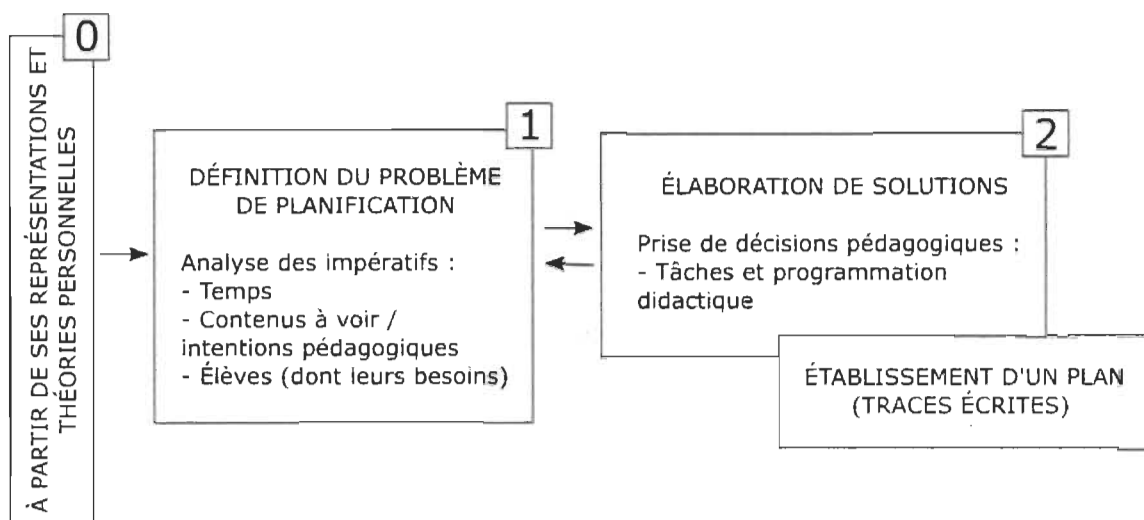 0
À PARTIR DE SES REPRÉSENTATIONS ET
THÉORIES PERSONNELLES
1
DÉFINITION DU PROBLÈME
DE PLANIFICATION
Analyse des impératifs :
- Temps
- Contenus à voir /
intentions pédagogiques
- Élèves (dont leurs besoins)
2
ÉLABORATION DE SOLUTIONS
Prise de décisions pédagogiques :
- Tâches et programmation
didactique
ÉTABLISSEMENT D'UN PLAN
(TRACES ÉCRITES)